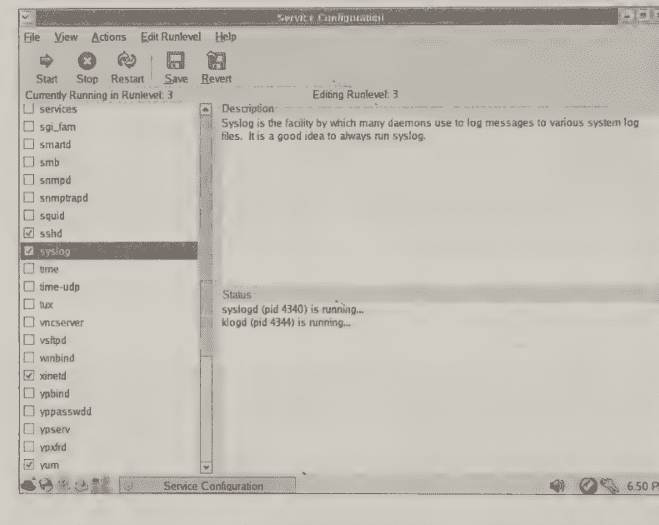 Service Configuration
File View Actions Edit Runlevel Help
Start Stop Restart Save Revert
Currently Running in Runlevel: 3 Editing Runlevel: 3
services
sgi_fam
smartd
smb
snmpd
snmptrapd
squid
sshd
syslog
time
time-udp
tux
vncserver
vsftpd
winbind
xinetd
ypbind
yppasswdd
ypserv
ypxfrd
yum
Description
Syslog is the facility by which many daemons use to log messages to various system log
files. It is a good idea to always run syslog.
Status
syslogd (pid 4340) is running...
klogd (pid 4344) is running...
Service Configuration
6:50 P